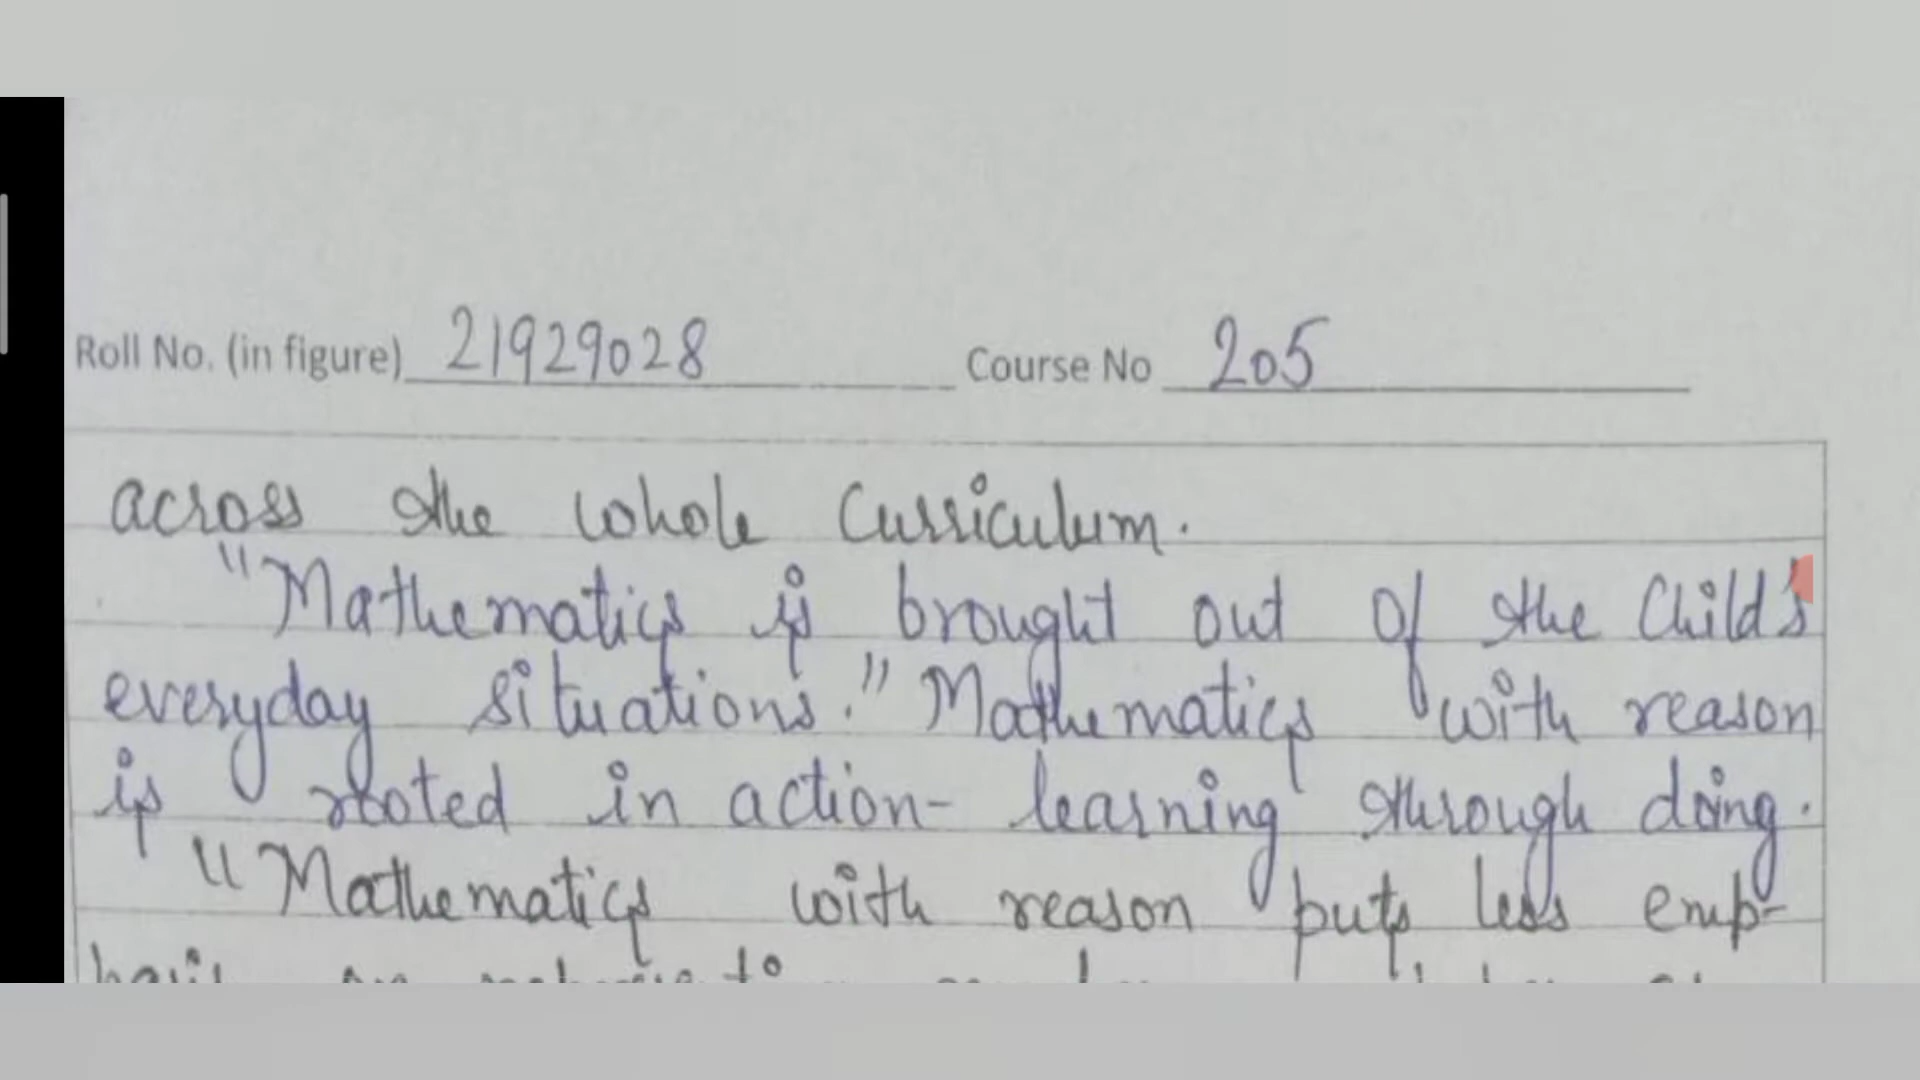 Roll No. (in figure) 21929028 Course No 205
across the whole Curriculum.
"Mathematics is brought out of the Child's
everyday situations." Mathematics with reason
is rooted in action- learning through doing.
"Mathematics with reason puts less emp-